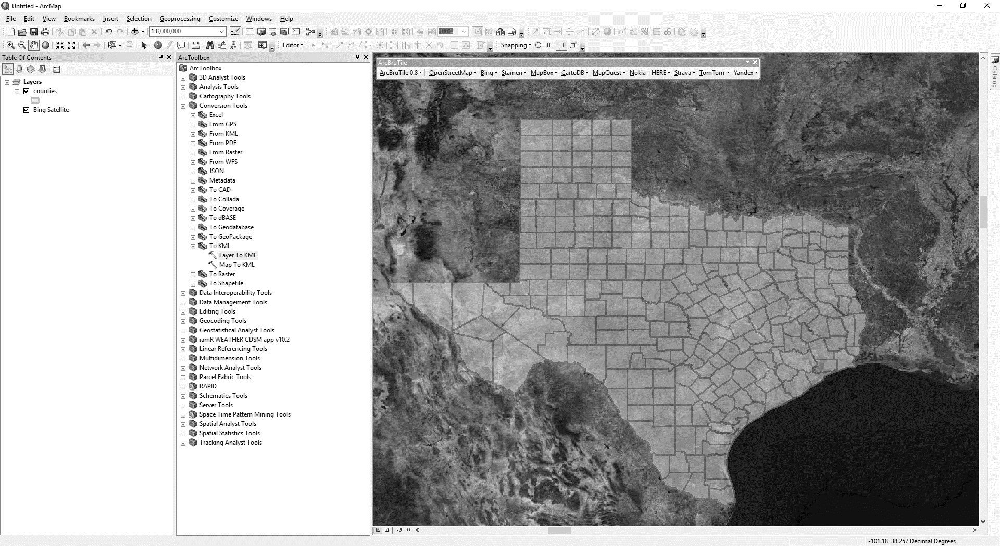 Untitled - ArcMap
File Edit View Bookmarks Insert Selection Geoprocessing Customize Windows Help
1:6,000,000 100%
Editor Snapping
Table Of Contents
Layers
counties
Bing Satellite
ArcToolbox
ArcToolbox
3D Analyst Tools
Analysis Tools
Cartography Tools
Conversion Tools
Excel
From GPS
From KML
From PDF
From Raster
From WFS
JSON
Metadata
To CAD
To Collada
To Coverage
To dBASE
To Geodatabase
To GeoPackage
To KML
Layer To KML
Map To KML
To Raster
To Shapefile
Data Interoperability Tools
Data Management Tools
Editing Tools
Geocoding Tools
Geostatistical Analyst Tools
iamR WEATHER CDSM app v10.2
Linear Referencing Tools
Multidimension Tools
Network Analyst Tools
Parcel Fabric Tools
RAPID
Schematics Tools
Server Tools
Space Time Pattern Mining Tools
Spatial Analyst Tools
Spatial Statistics Tools
Tracking Analyst Tools
ArcBruTile
ArcBruTile 0.8 OpenStreetMap Bing Stamen MapBox CartoDB MapQuest Nokia - HERE Strava TomTom Yandex
Catalog
-101.18 38.257 Decimal Degrees